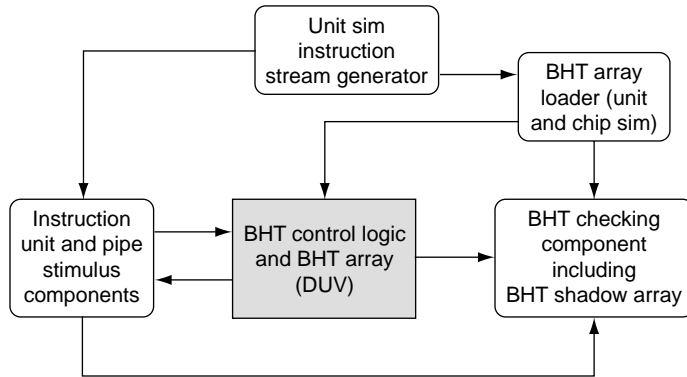 Unit sim
instruction
stream generator
BHT array
loader (unit
and chip sim)
Instruction
unit and pipe
stimulus
components
BHT control logic
and BHT array
(DUV)
BHT checking
component
including
BHT shadow array